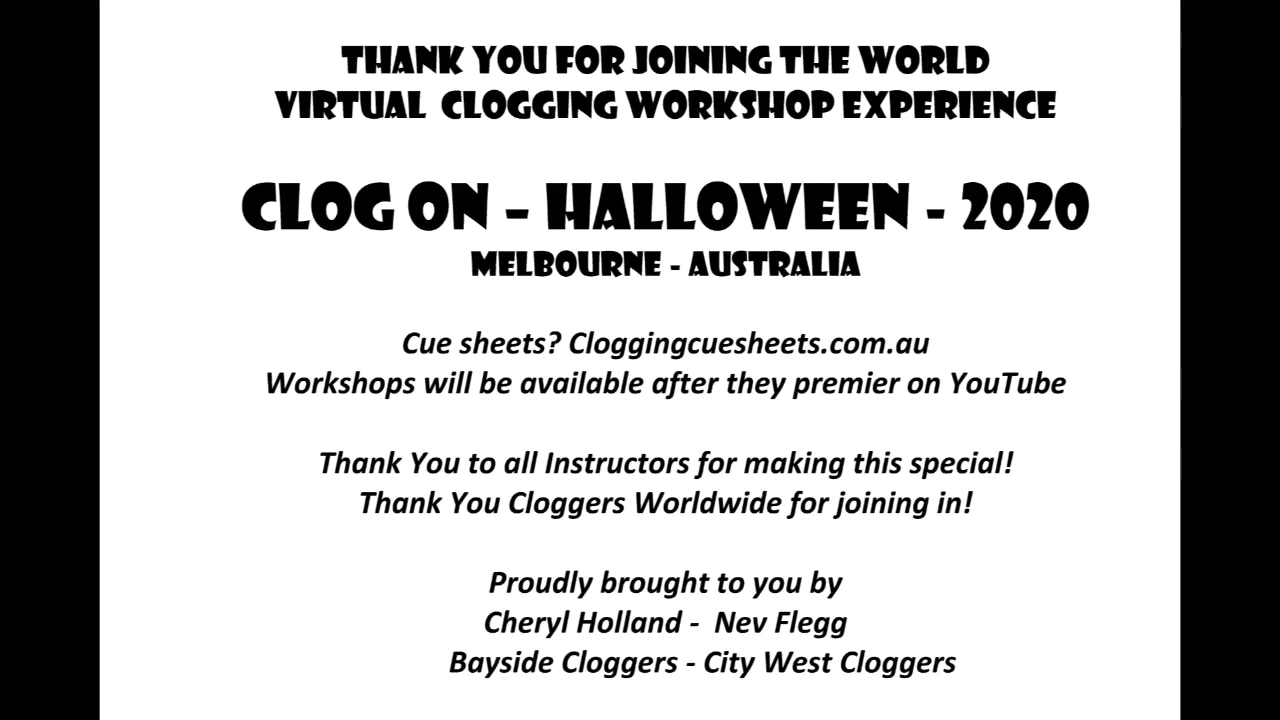 THANK YOU FOR JOINING THE WORLD
VIRTUAL CLOGGING WORKSHOP EXPERIENCE
CLOG ON – HALLOWEEN - 2020
MELBOURNE - AUSTRALIA
Cue sheets? Cloggingcuesheets.com.au
Workshops will be available after they premier on YouTube
Thank You to all Instructors for making this special!
Thank You Cloggers Worldwide for joining in!
Proudly brought to you by
Cheryl Holland - Nev Flegg
Bayside Cloggers - City West Cloggers